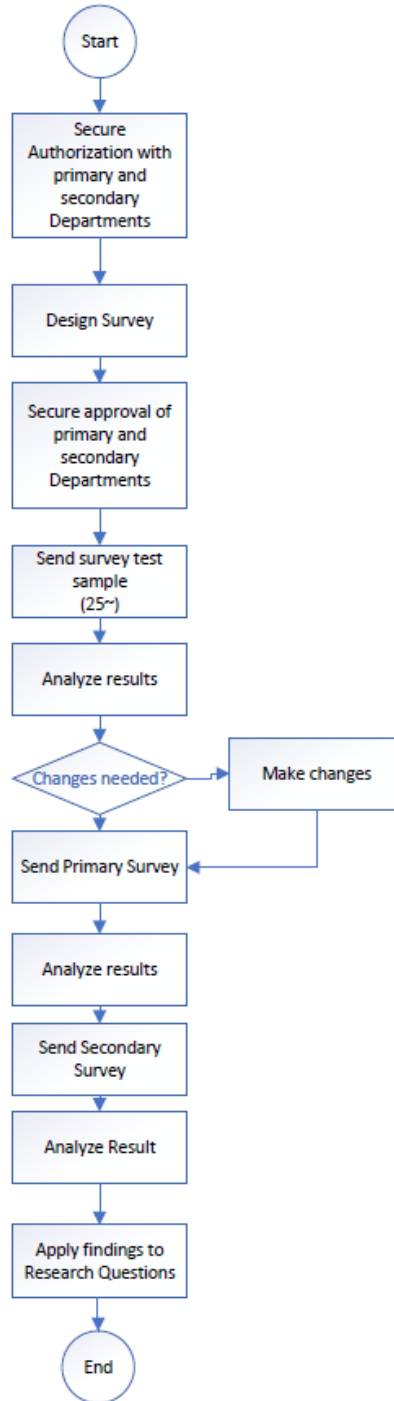 Start
Secure
Authorization with
primary and
secondary
Departments
Design Survey
Secure approval of
primary and
secondary
Departments
Send survey test
sample
(25~)
Analyze results
Changes needed?
Make changes
Send Primary Survey
Analyze results
Send Secondary
Survey
Analyze Result
Apply findings to
Research Questions
End